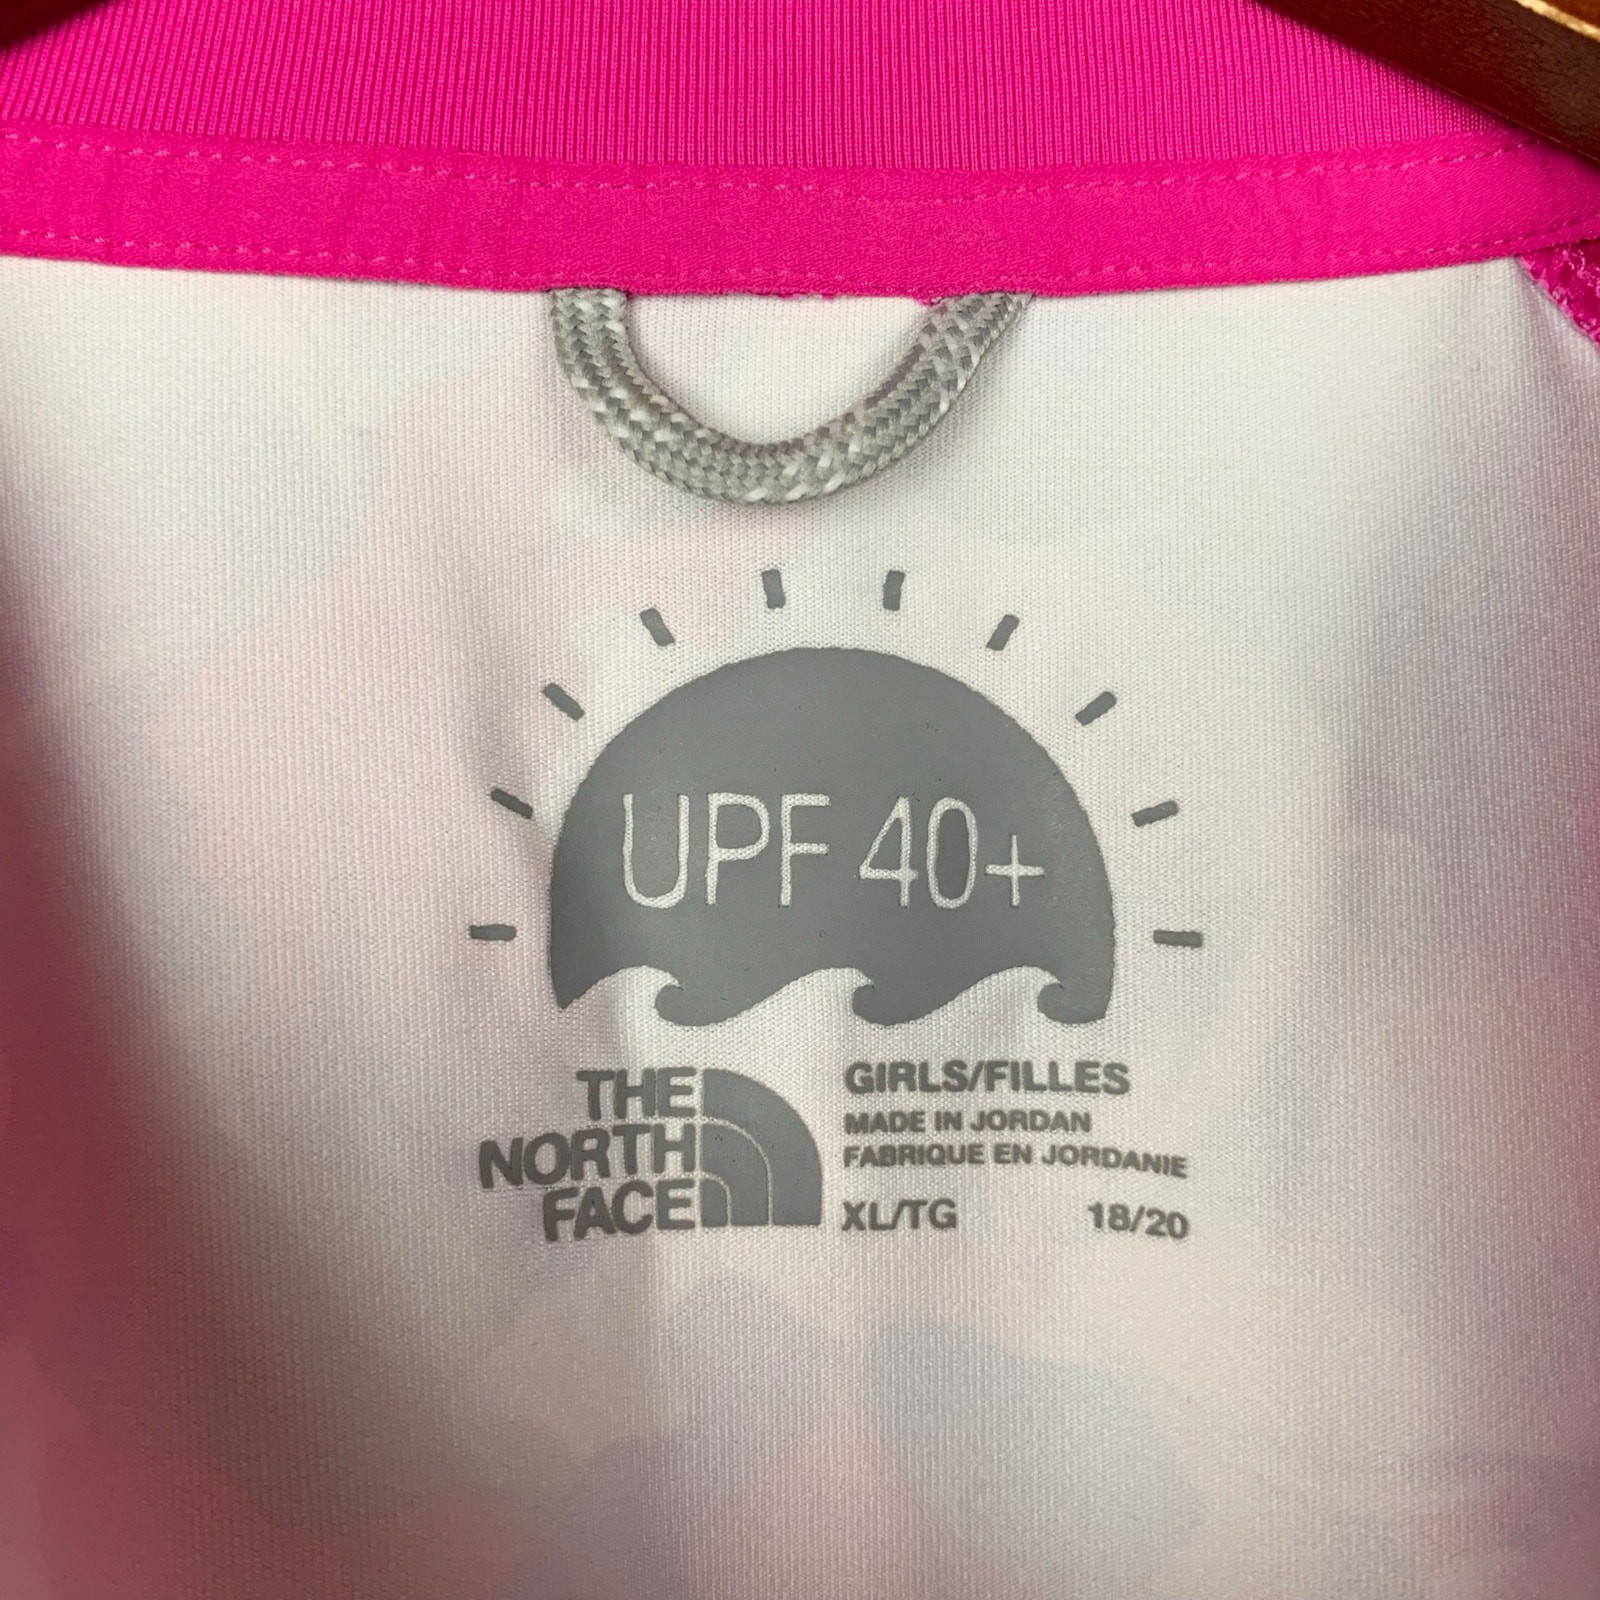 UPF 40+
THE
NORTH
FACE
GIRLS/FILLES
MADE IN JORDAN
FABRIQUE EN JORDANIE
XL/TG 18/20